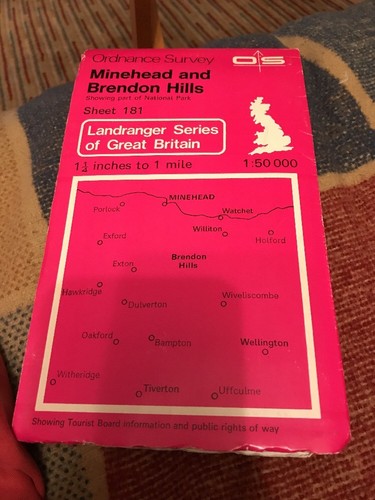 Ordnance Survey OS
Minehead and
Brendon Hills
Showing part of National Park
Sheet 181
Landranger Series
of Great Britain
1¼ inches to 1 mile 1:50 000
MINEHEAD
Porlock
Watchet
Williton
Exford
Holford
Brendon
Hills
Exton
Hawkridge
Dulverton
Wiveliscombe
Oakford
Bampton
Wellington
Witheridge
Tiverton
Uffculme
Showing Tourist Board information and public rights of way